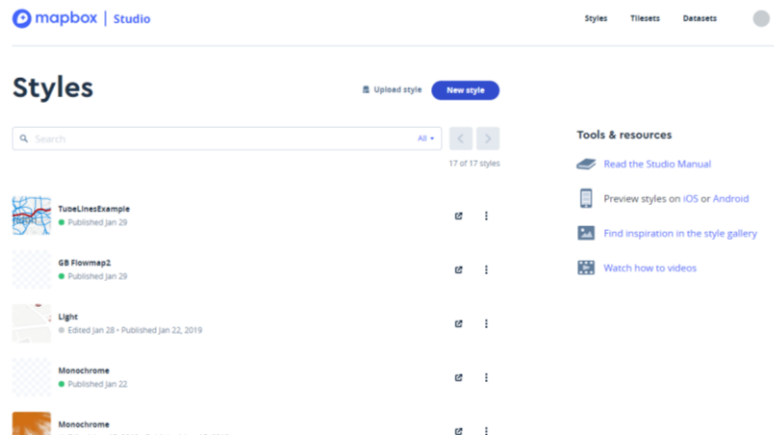 mapbox | Studio
Styles Tilesets Datasets
Styles
Upload style
New style
Search
All
17 of 17 styles
Tools & resources
Read the Studio Manual
Preview styles on iOS or Android
Find inspiration in the style gallery
Watch how to videos
TubeLinesExample
Published Jan 29
GB Flowmap2
Published Jan 29
Light
Edited Jan 28 • Published Jan 22, 2019
Monochrome
Published Jan 22
Monochrome